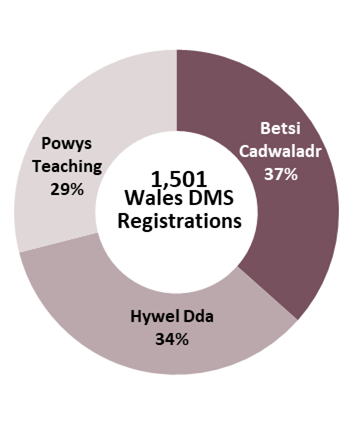 Betsi
Cadwaladr
37%
Powys
Teaching
29%
1,501
Wales DMS
Registrations
Hywel Dda
34%